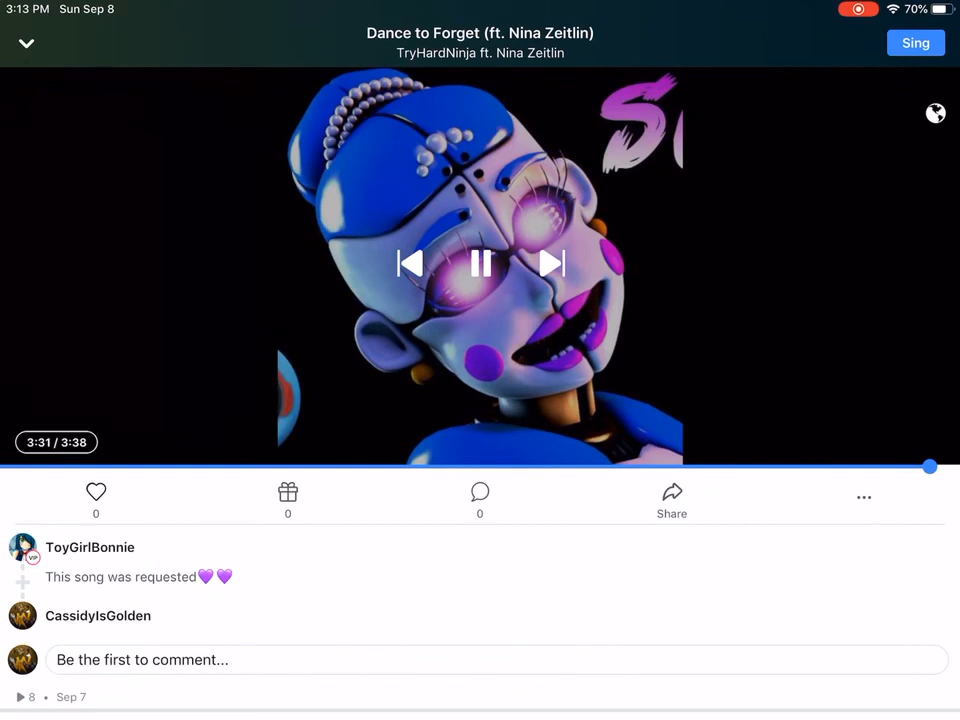 3:13 PM Sun Sep 8
70%
Dance to Forget (ft. Nina Zeitlin)
TryHardNinja ft. Nina Zeitlin
Sing
3:31 / 3:38
0
0
0
Share
ToyGirlBonnie
VIP
This song was requested💜💜
CassidyIsGolden
Be the first to comment...
8 • Sep 7